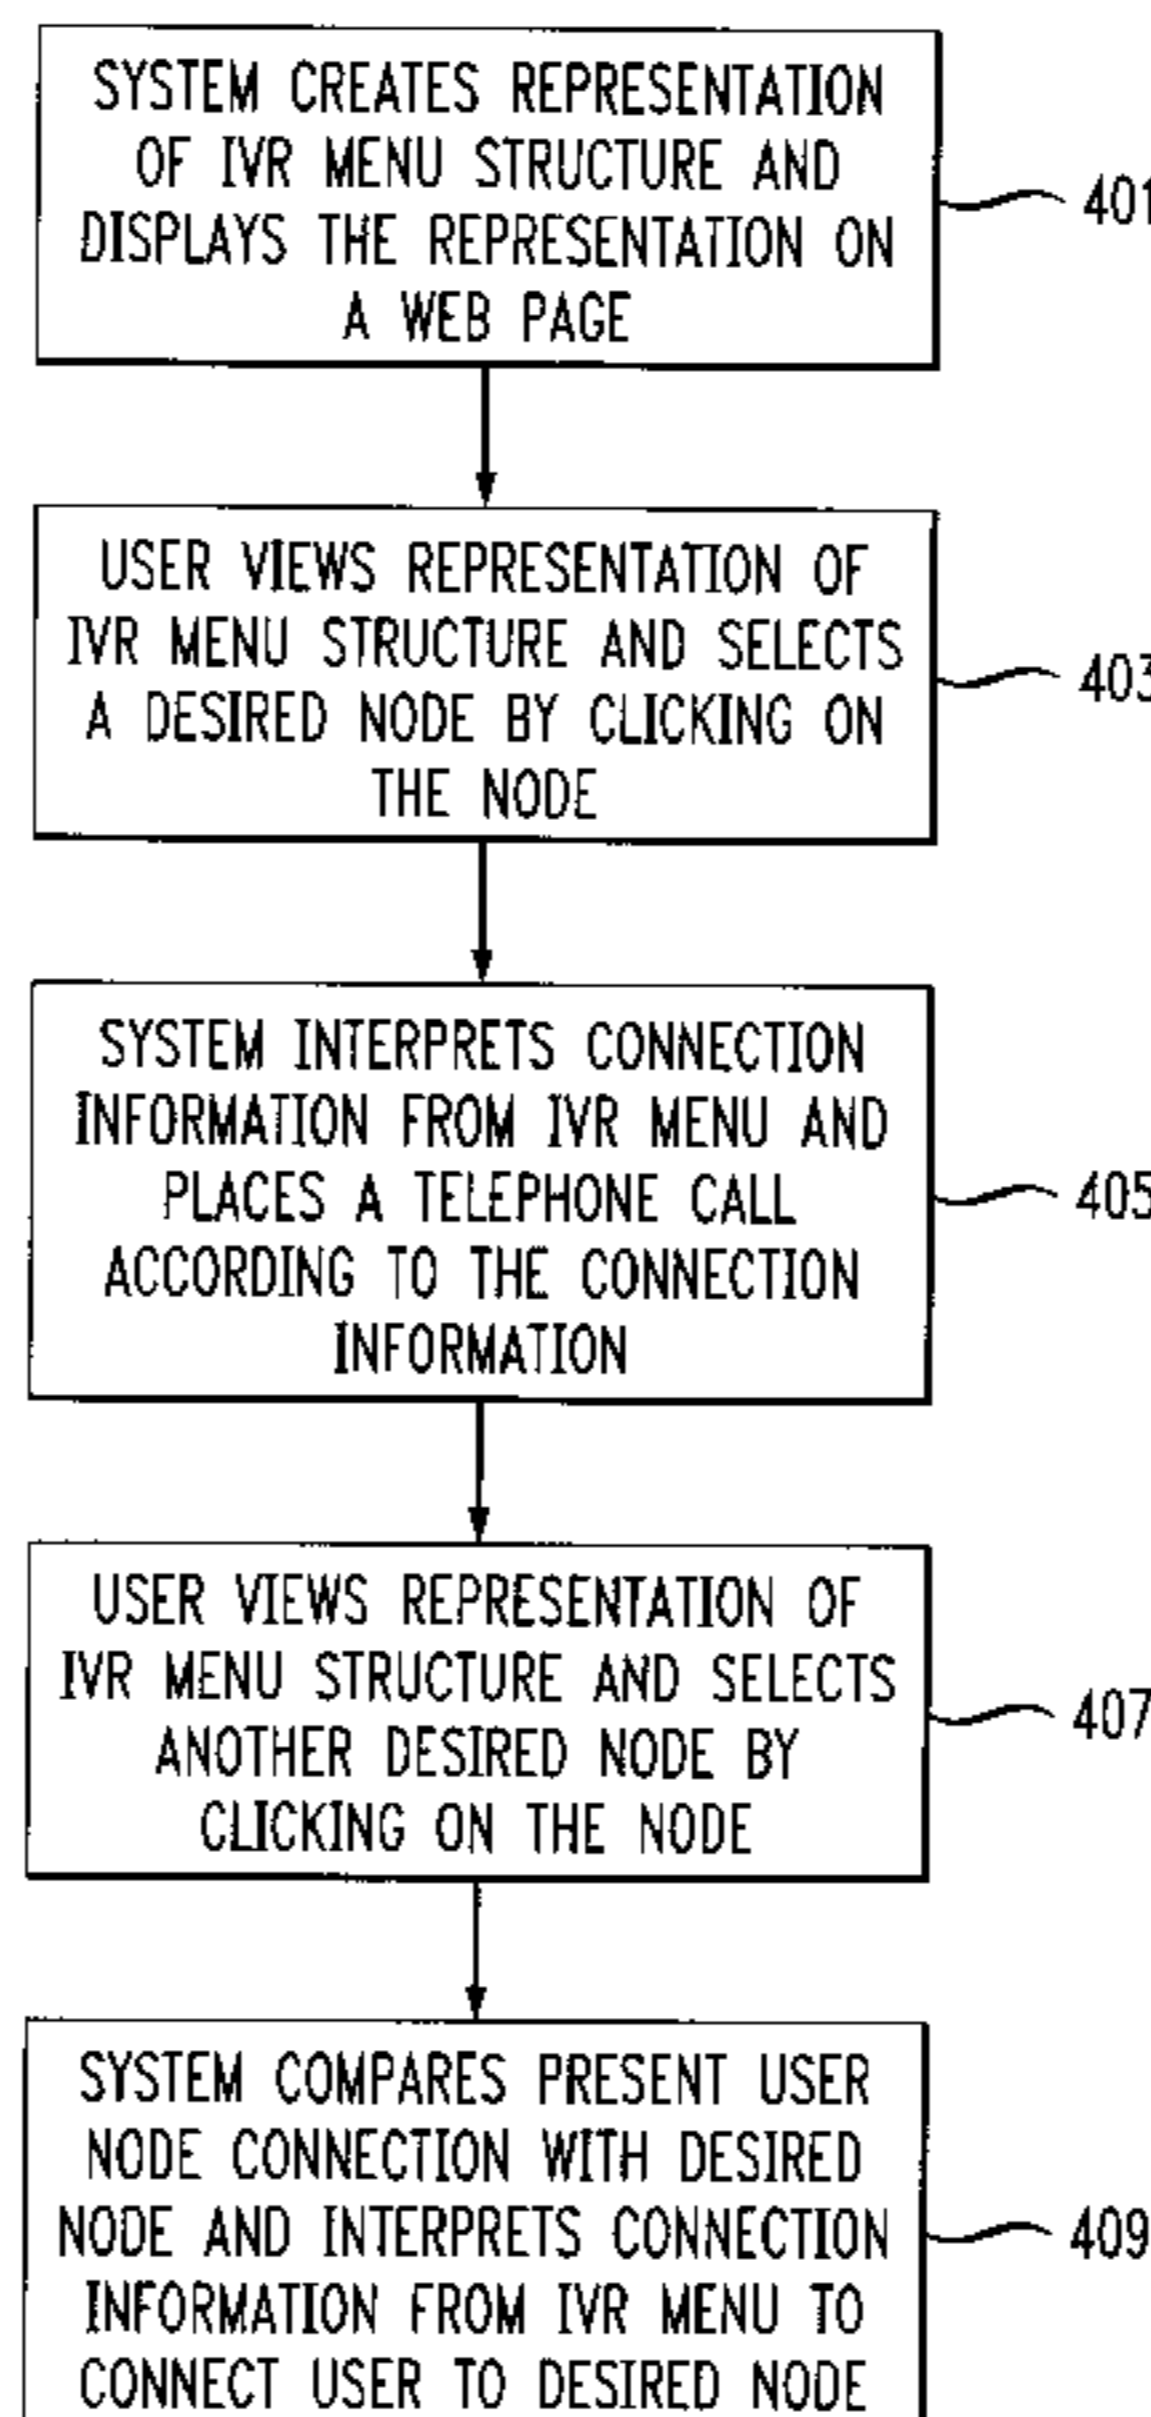 SYSTEM CREATES REPRESENTATION
OF IVR MENU STRUCTURE AND
DISPLAYS THE REPRESENTATION ON
A WEB PAGE
401
USER VIEWS REPRESENTATION OF
IVR MENU STRUCTURE AND SELECTS
A DESIRED NODE BY CLICKING ON
THE NODE
403
SYSTEM INTERPRETS CONNECTION
INFORMATION FROM IVR MENU AND
PLACES A TELEPHONE CALL
ACCORDING TO THE CONNECTION
INFORMATION
405
USER VIEWS REPRESENTATION OF
IVR MENU STRUCTURE AND SELECTS
ANOTHER DESIRED NODE BY
CLICKING ON THE NODE
407
SYSTEM COMPARES PRESENT USER
NODE CONNECTION WITH DESIRED
NODE AND INTERPRETS CONNECTION
INFORMATION FROM IVR MENU TO
CONNECT USER TO DESIRED NODE
409